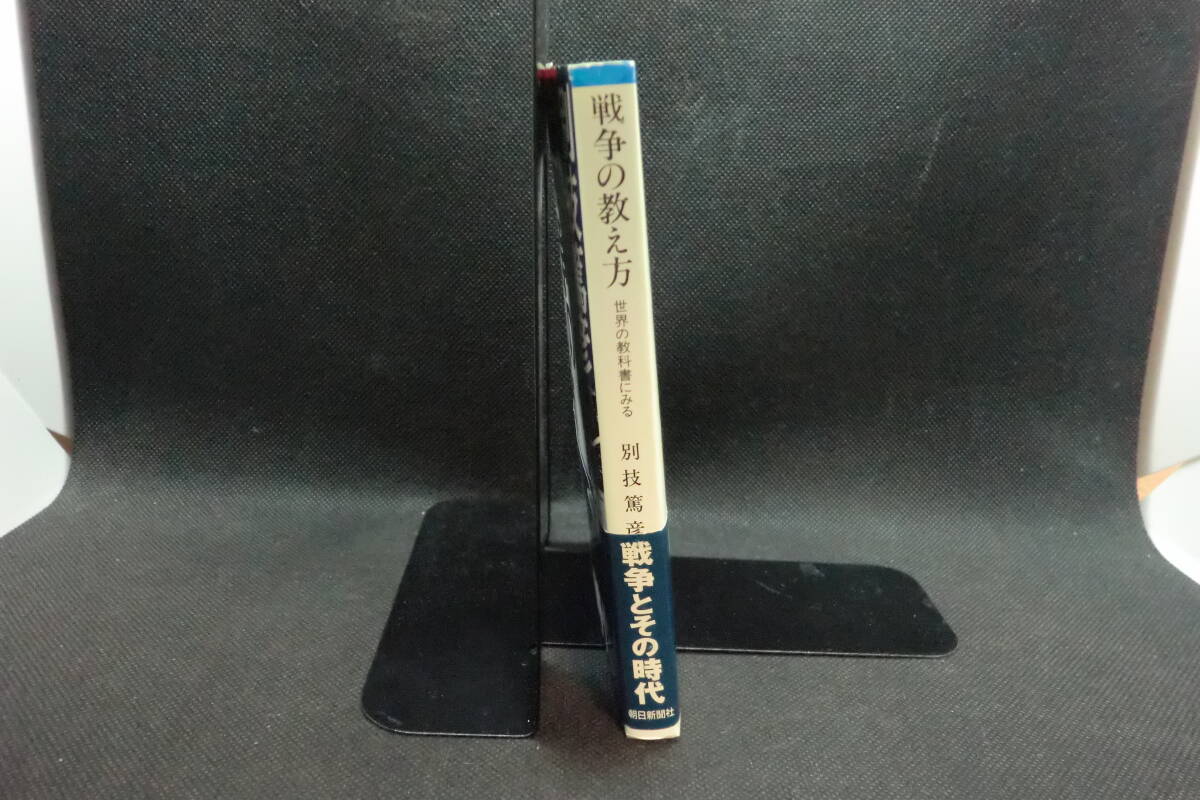 戦争の教え方
世界の教科書にみる
別技篤彦
戦争とその時代
朝日新聞社